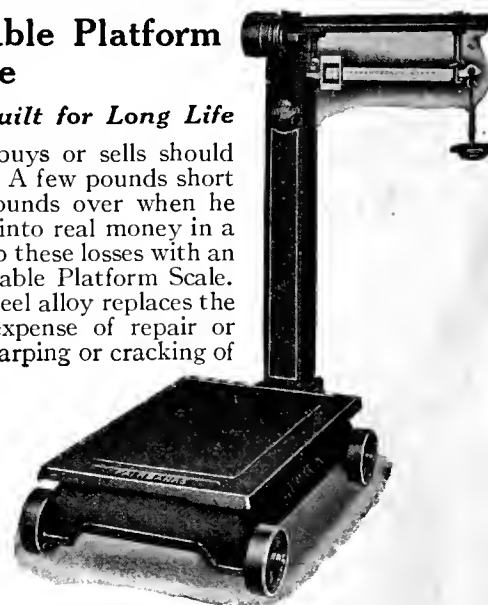 able Platform
e
uilt for Long Life
buys or sells should
A few pounds short
ounds over when he
into real money in a
o these losses with an
able Platform Scale.
eel alloy replaces the
xpense of repair or
arping or cracking of